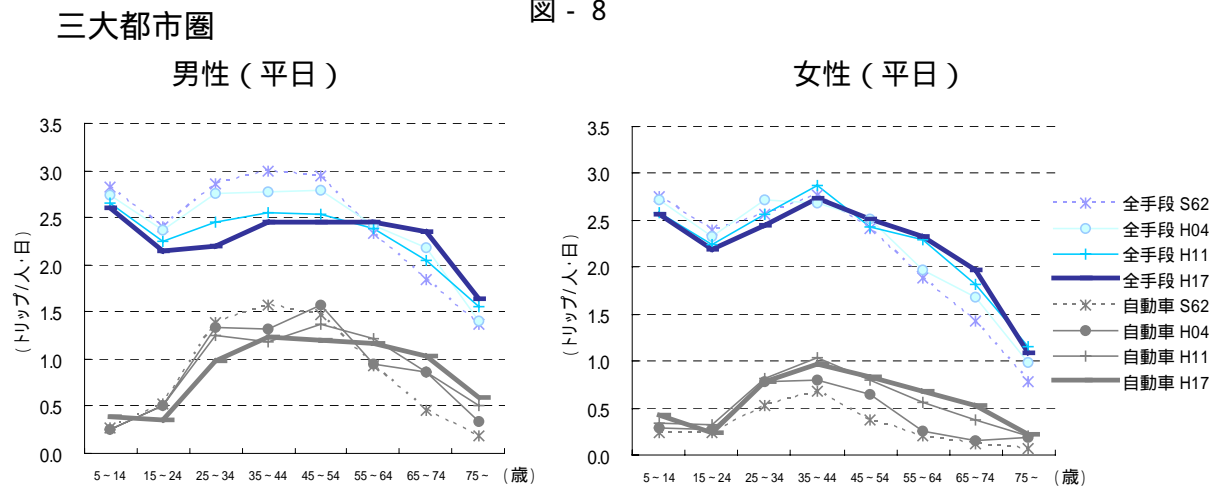 図 - 8
三大都市圏
男性（平日）
3.5
3.0
2.5
2.0
1.5
1.0
0.5
0.0
（トリップ/人・日）
5~14 15~24 25~34 35~44 45~54 55~64 65~74 75~ (歳)
女性（平日）
3.5
3.0
2.5
2.0
1.5
1.0
0.5
0.0
（トリップ/人・日）
5~14 15~24 25~34 35~44 45~54 55~64 65~74 75~ (歳)
全手段 S62
全手段 H04
全手段 H11
全手段 H17
自動車 S62
自動車 H04
自動車 H11
自動車 H17